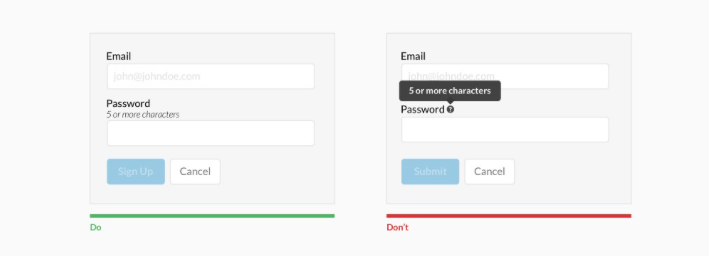 Email
john@johndoe.com
Password
5 or more characters
Sign Up
Cancel
Do
Email
john@johndoe.com
5 or more characters
Password ?
Submit
Cancel
Don't